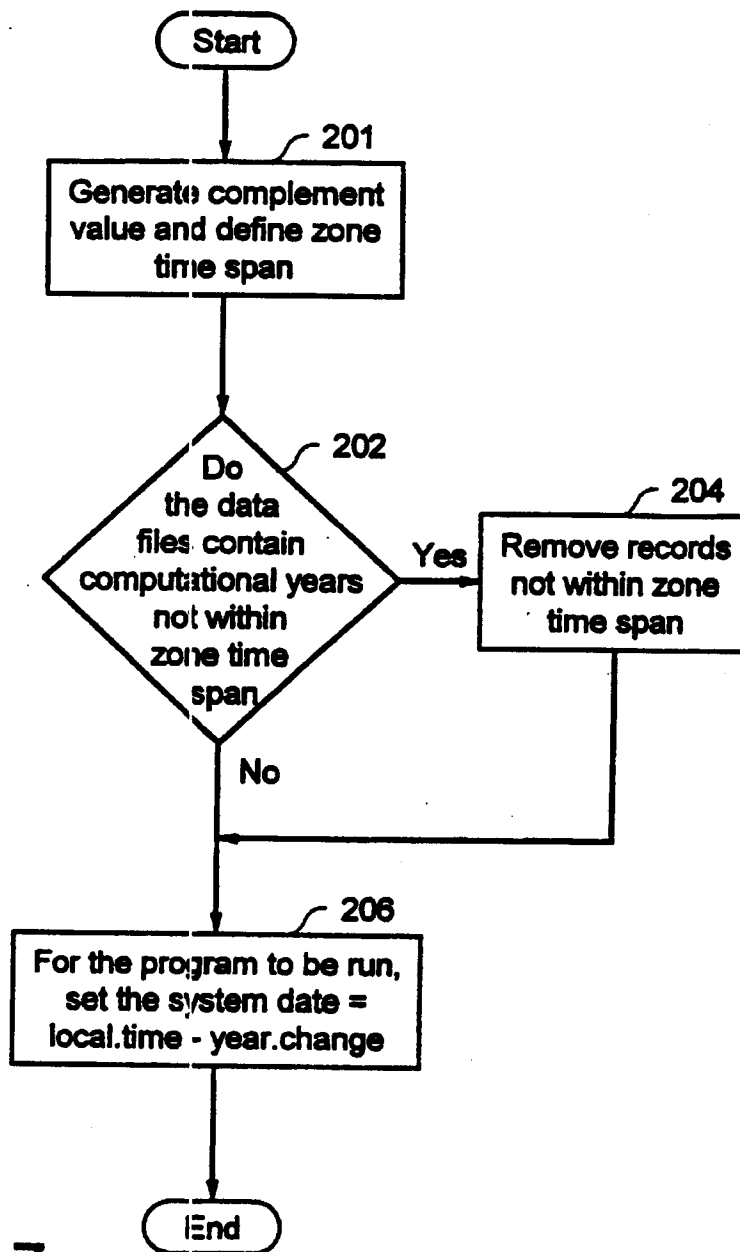 Start
201
Generate complement
value and define zone
time span
202
Do
the data
files contain
computational years
not within
zone time
span
Yes
204
Remove records
not within zone
time span
No
206
For the program to be run,
set the system date =
local.time - year.change
End